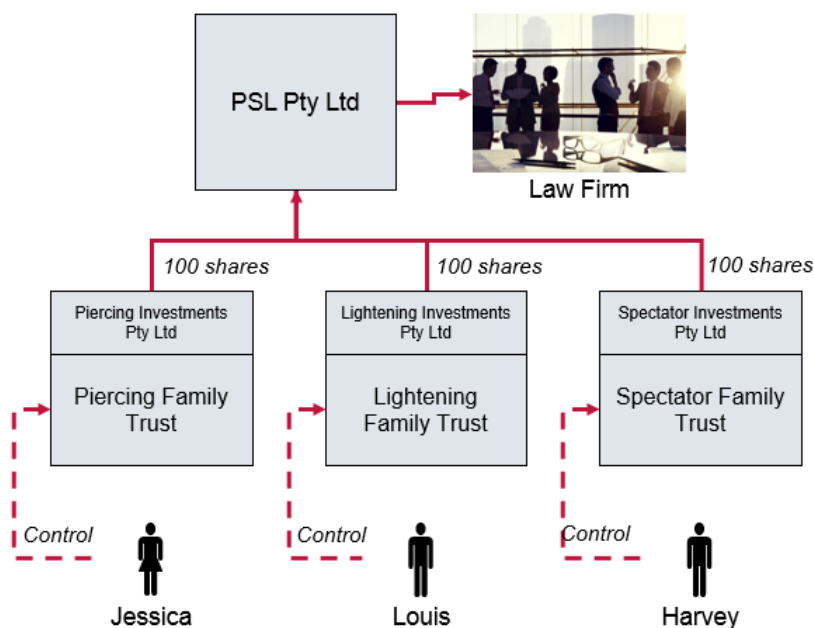 PSL Pty Ltd
Law Firm
100 shares
100 shares
100 shares
Piercing Investments
Pty Ltd
Piercing Family
Trust
Lightening Investments
Pty Ltd
Lightening
Family Trust
Spectator Investments
Pty Ltd
Spectator Family
Trust
Control
Control
Control
Jessica
Louis
Harvey